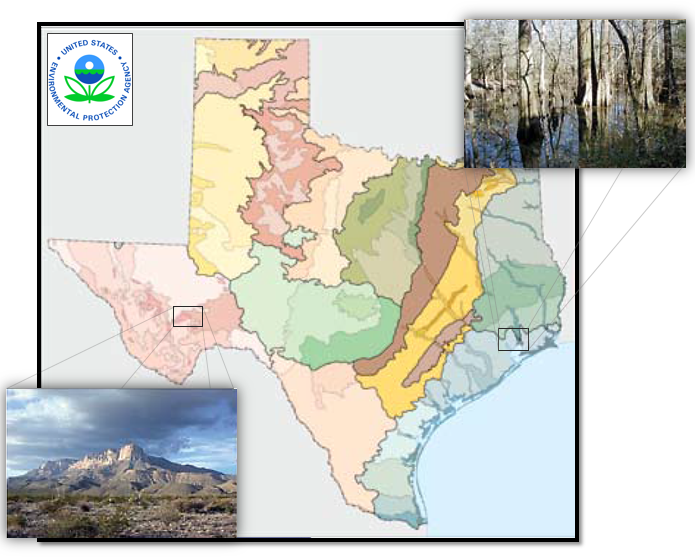 UNITED STATES
ENVIRONMENTAL PROTECTION AGENCY